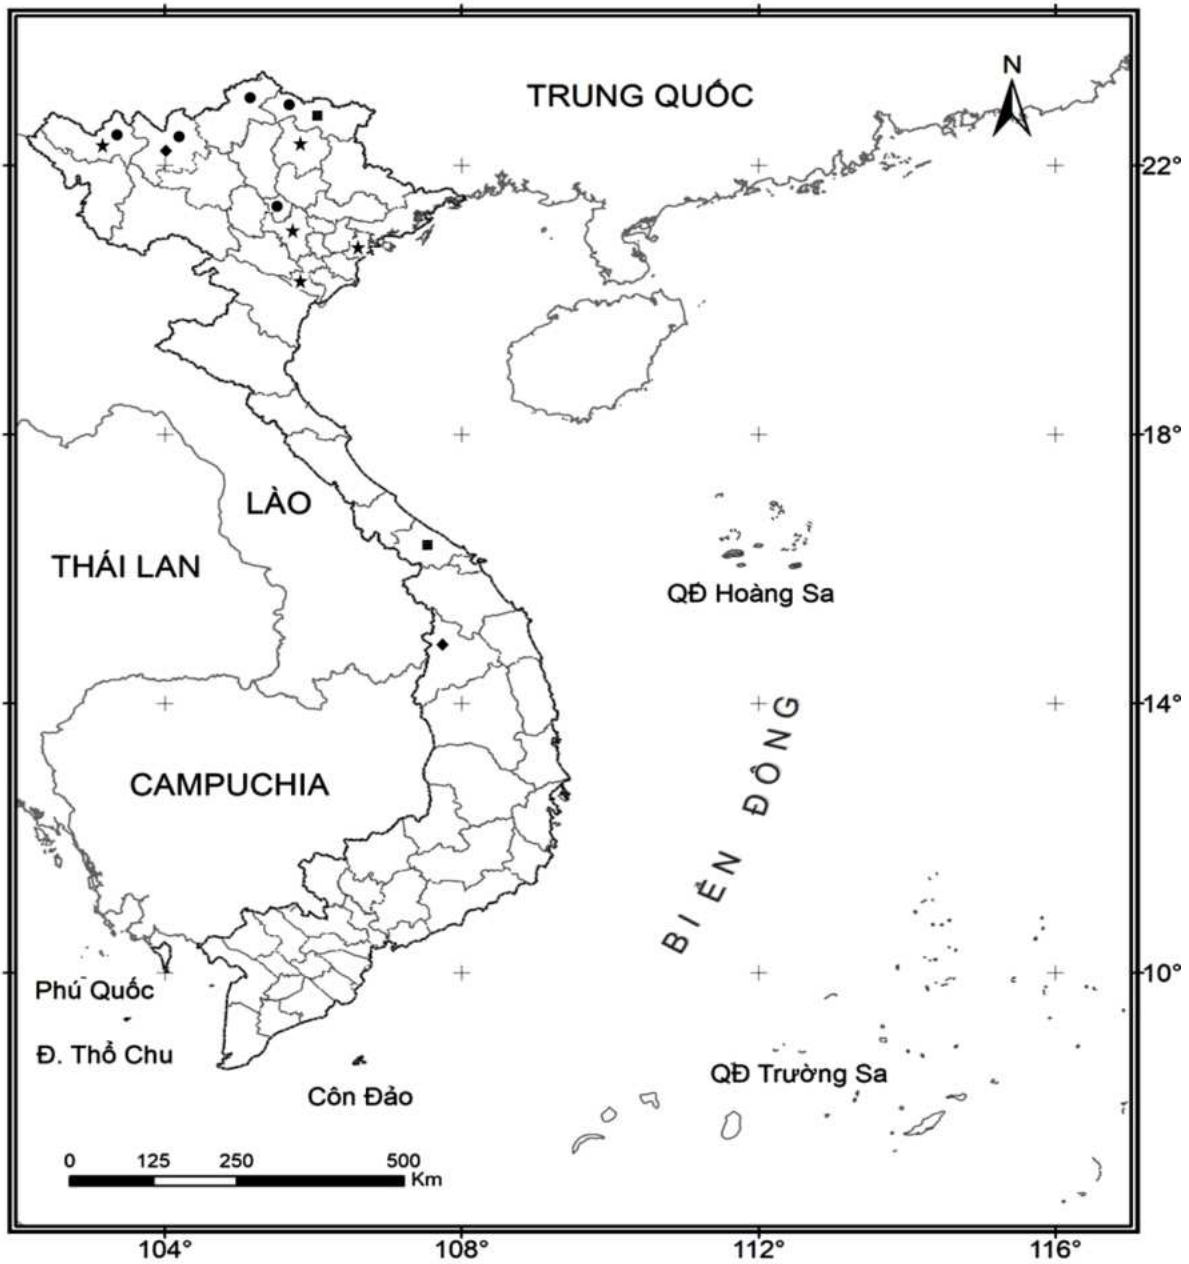 N
TRUNG QUỐC
22°
18°
LÀO
THÁI LAN
QĐ Hoàng Sa
14°
CAMPUCHIA
BIỂN ĐÔNG
10°
Phú Quốc
Đ. Thổ Chu
QĐ Trường Sa
Côn Đảo
0 125 250 500
Km
104° 108° 112° 116°